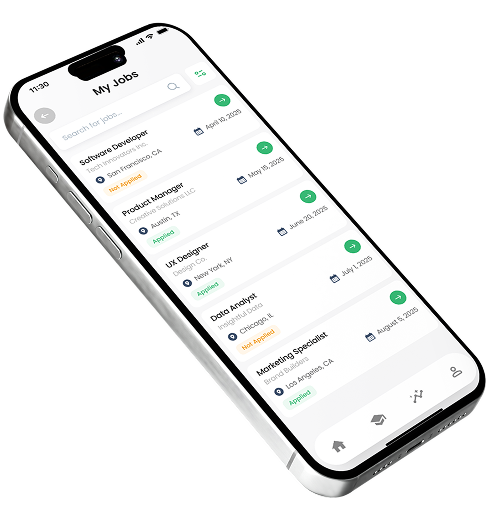 11:30
My Jobs
Search for jobs...
Software Developer
Tech Innovators Inc.
San Francisco, CA
April 10, 2025
Not Applied
Product Manager
Creative Solutions LLC
Austin, TX
May 15, 2025
Applied
UX Designer
Design Co.
New York, NY
June 20, 2025
Applied
Data Analyst
Insightful Data
Chicago, IL
July 1, 2025
Not Applied
Marketing Specialist
Brand Builders
Los Angeles, CA
August 5, 2025
Applied